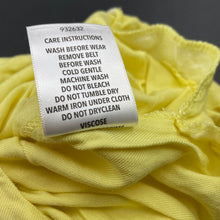 932632
CARE INSTRUCTIONS
WASH BEFORE WEAR
REMOVE BELT
BEFORE WASH
COLD GENTLE
MACHINE WASH
DO NOT BLEACH
DO NOT TUMBLE DRY
WARM IRON UNDER CLOTH
DO NOT DRYCLEAN
VISCOSE